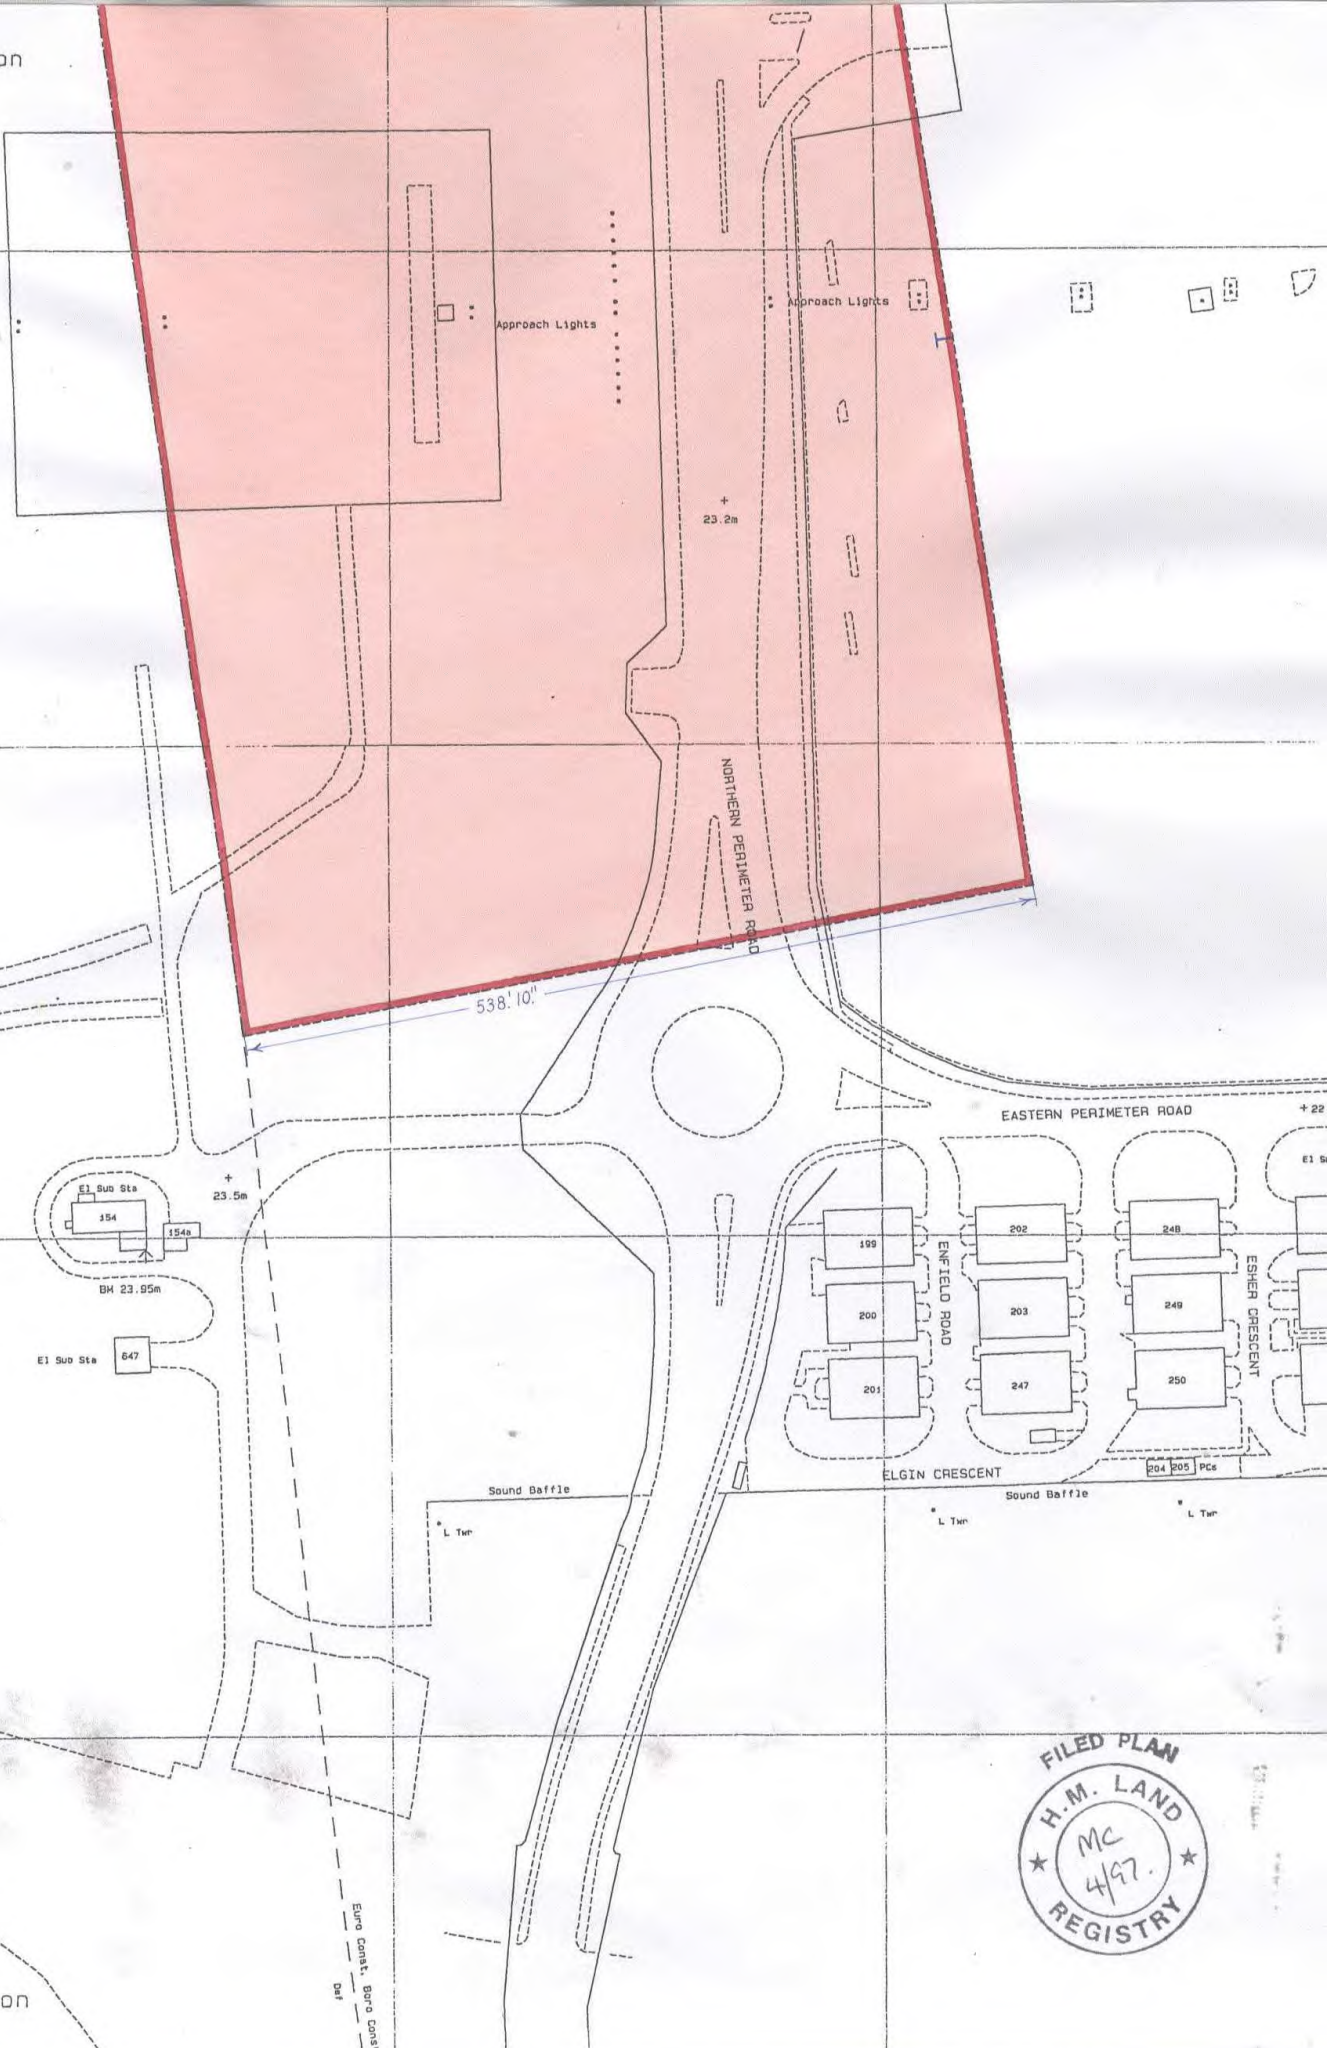 on
Approach Lights
Approach Lights
T
23.2m
NORTHERN PERIMETER ROAD
538'.10".
EASTERN PERIMETER ROAD
22
El Sub Sta
154
154a
23.5m
BM 23.95m
El Sub Sta
647
199
200
201
ENFIELD ROAD
202
203
247
248
249
250
ESHER CRESCENT
ELGIN CRESCENT
204
205
PCs
Sound Baffle
Sound Baffle
L Twr
L Twr
L Twr
FILED PLAN
H.M. LAND
REGISTRY
MC
4/97.
Euro Const, Boro Const
Def
on